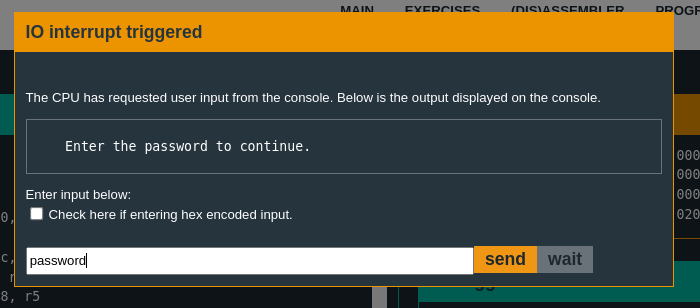 MAIN EXERCISES (DIS)ASSEMBLER
IO interrupt triggered
The CPU has requested user input from the console. Below is the output displayed on the console.
Enter the password to continue.
000
000
000
020
Enter input below:
Check here if entering hex encoded input.
0,
c,
r
8, r5
password
send wait